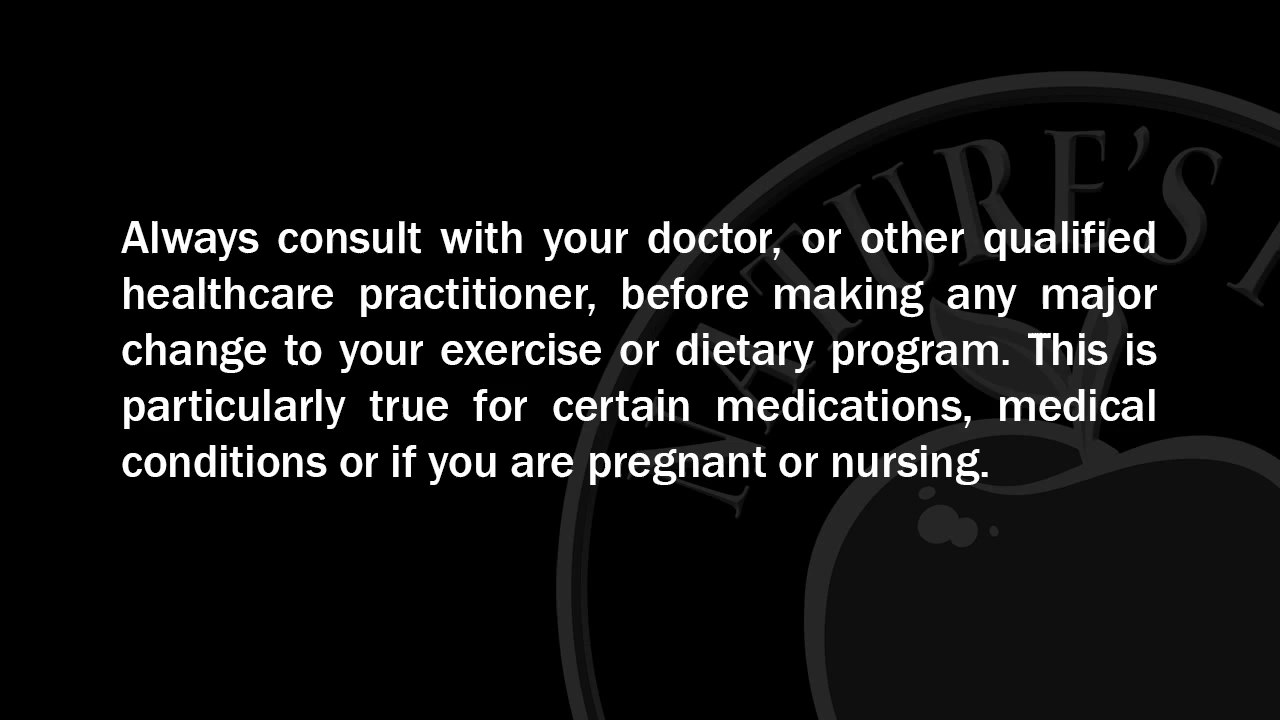 NATURE'S
Always consult with your doctor, or other qualified
healthcare practitioner, before making any major
change to your exercise or dietary program. This is
particularly true for certain medications, medical
conditions or if you are pregnant or nursing.